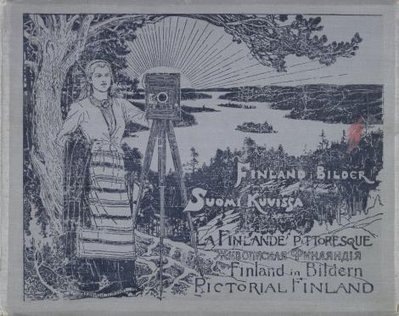 FINLAND i BILDER
SUOMI KUVISSA
LA FINLANDE PITTORESQUE
ЖИВОПИСНАЯ ФИНЛЯНДІЯ
Finland in Bildern
PICTORIAL FINLAND